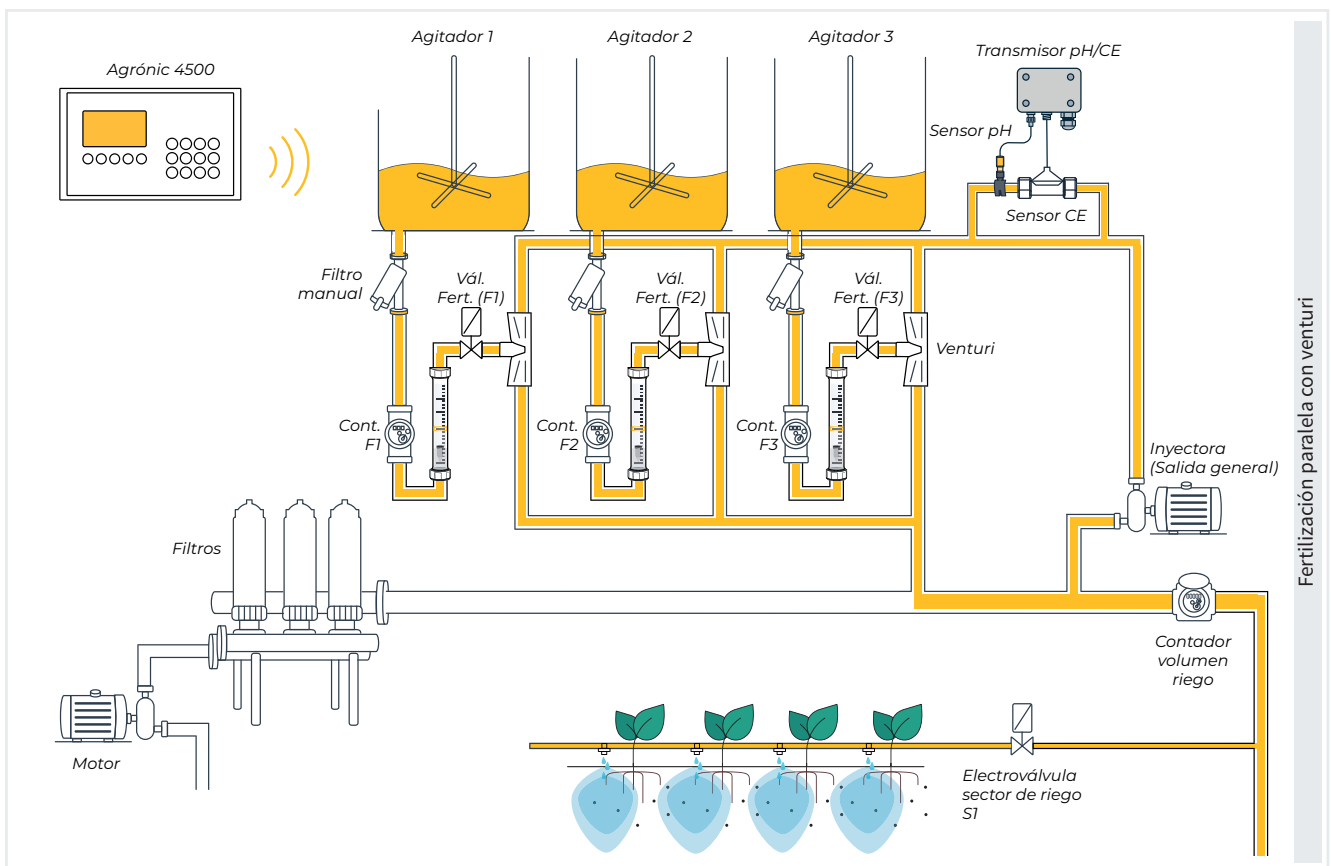 Agitador 1
Agitador 2
Agitador 3
Transmisor pH/CE
Agrónic 4500
Sensor pH
Sensor CE
Filtro
manual
Vál.
Fert. (F1)
Vál.
Fert. (F2)
Vál.
Fert. (F3)
Venturi
Cont.
F1
Cont.
F2
Cont.
F3
Inyectora
(Salida general)
Filtros
Contador
volumen
riego
Motor
Electroválvula
sector de riego
S1
Fertilización paralela con venturi